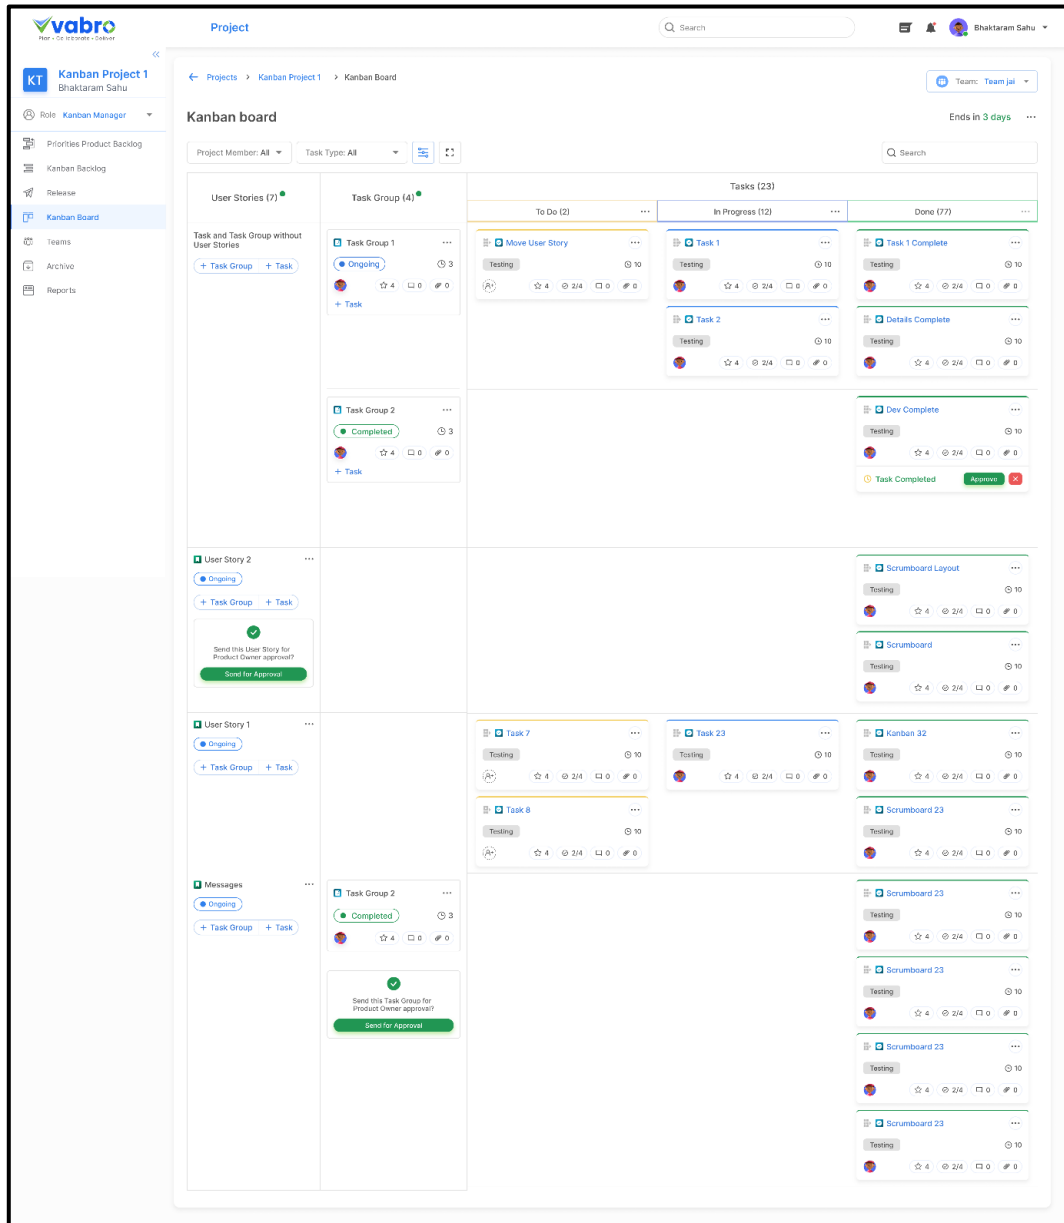 vabro
Plan - Collaborate - Deliver
Project
Search
Bhaktaram Sahu
KT
Kanban Project 1
Bhaktaram Sahu
Role Kanban Manager
Priorities Product Backlog
Kanban Backlog
Release
Kanban Board
Teams
Archive
Reports
Projects > Kanban Project 1 > Kanban Board
Team: Team jai
Kanban board
Ends in 3 days
Project Member: All
Task Type: All
Search
User Stories (7)
Task Group (4)
Tasks (23)
To Do (2)
In Progress (12)
Done (77)
Task and Task Group without
User Stories
+ Task Group + Task
Task Group 1
Ongoing 3
4 0 0
+ Task
Move User Story
Testing 10
4 2/4 0 0
Task 1
Testing 10
4 2/4 0 0
Task 2
Testing 10
4 2/4 0 0
Task 1 Complete
Testing 10
4 2/4 0 0
Details Complete
Testing 10
4 2/4 0 0
Task Group 2
Completed 3
4 0 0
+ Task
Dev Complete
Testing 10
4 2/4 0 0
Task Completed Approve
User Story 2
Ongoing
+ Task Group + Task
Send this User Story for
Product Owner approval?
Send for Approval
Scrumboard Layout
Testing 10
4 2/4 0 0
Scrumboard
Testing 10
4 2/4 0 0
User Story 1
Ongoing
+ Task Group + Task
Task 7
Testing 10
4 2/4 0 0
Task 8
Testing 10
4 2/4 0 0
Task 23
Testing 10
4 2/4 0 0
Kanban 32
Testing 10
4 2/4 0 0
Scrumboard 23
Testing 10
4 2/4 0 0
Messages
Ongoing
+ Task Group + Task
Task Group 2
Completed 3
4 0 0
Send this Task Group for
Product Owner approval?
Send for Approval
Scrumboard 23
Testing 10
4 2/4 0 0
Scrumboard 23
Testing 10
4 2/4 0 0
Scrumboard 23
Testing 10
4 2/4 0 0
Scrumboard 23
Testing 10
4 2/4 0 0